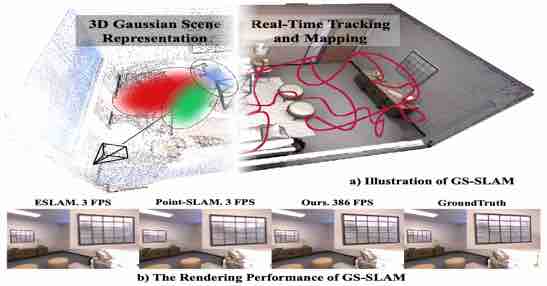 3D Gaussian Scene
Representation
Real-Time Tracking
and Mapping
a) Illustration of GS-SLAM
ESLAM. 3 FPS
Point-SLAM. 3 FPS
Ours. 386 FPS
GroundTruth
b) The Rendering Performance of GS-SLAM